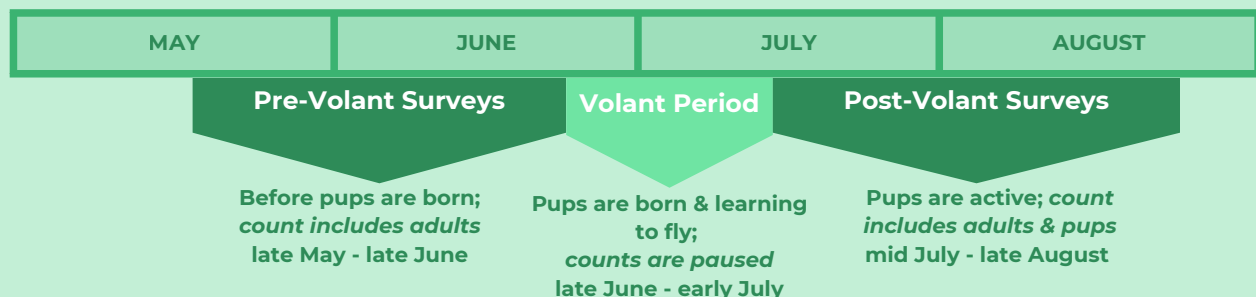 MAY
JUNE
JULY
AUGUST
Pre-Volant Surveys
Volant Period
Post-Volant Surveys
Before pups are born;
count includes adults
late May - late June
Pups are born & learning
to fly;
counts are paused
late June - early July
Pups are active; count
includes adults & pups
mid July - late August